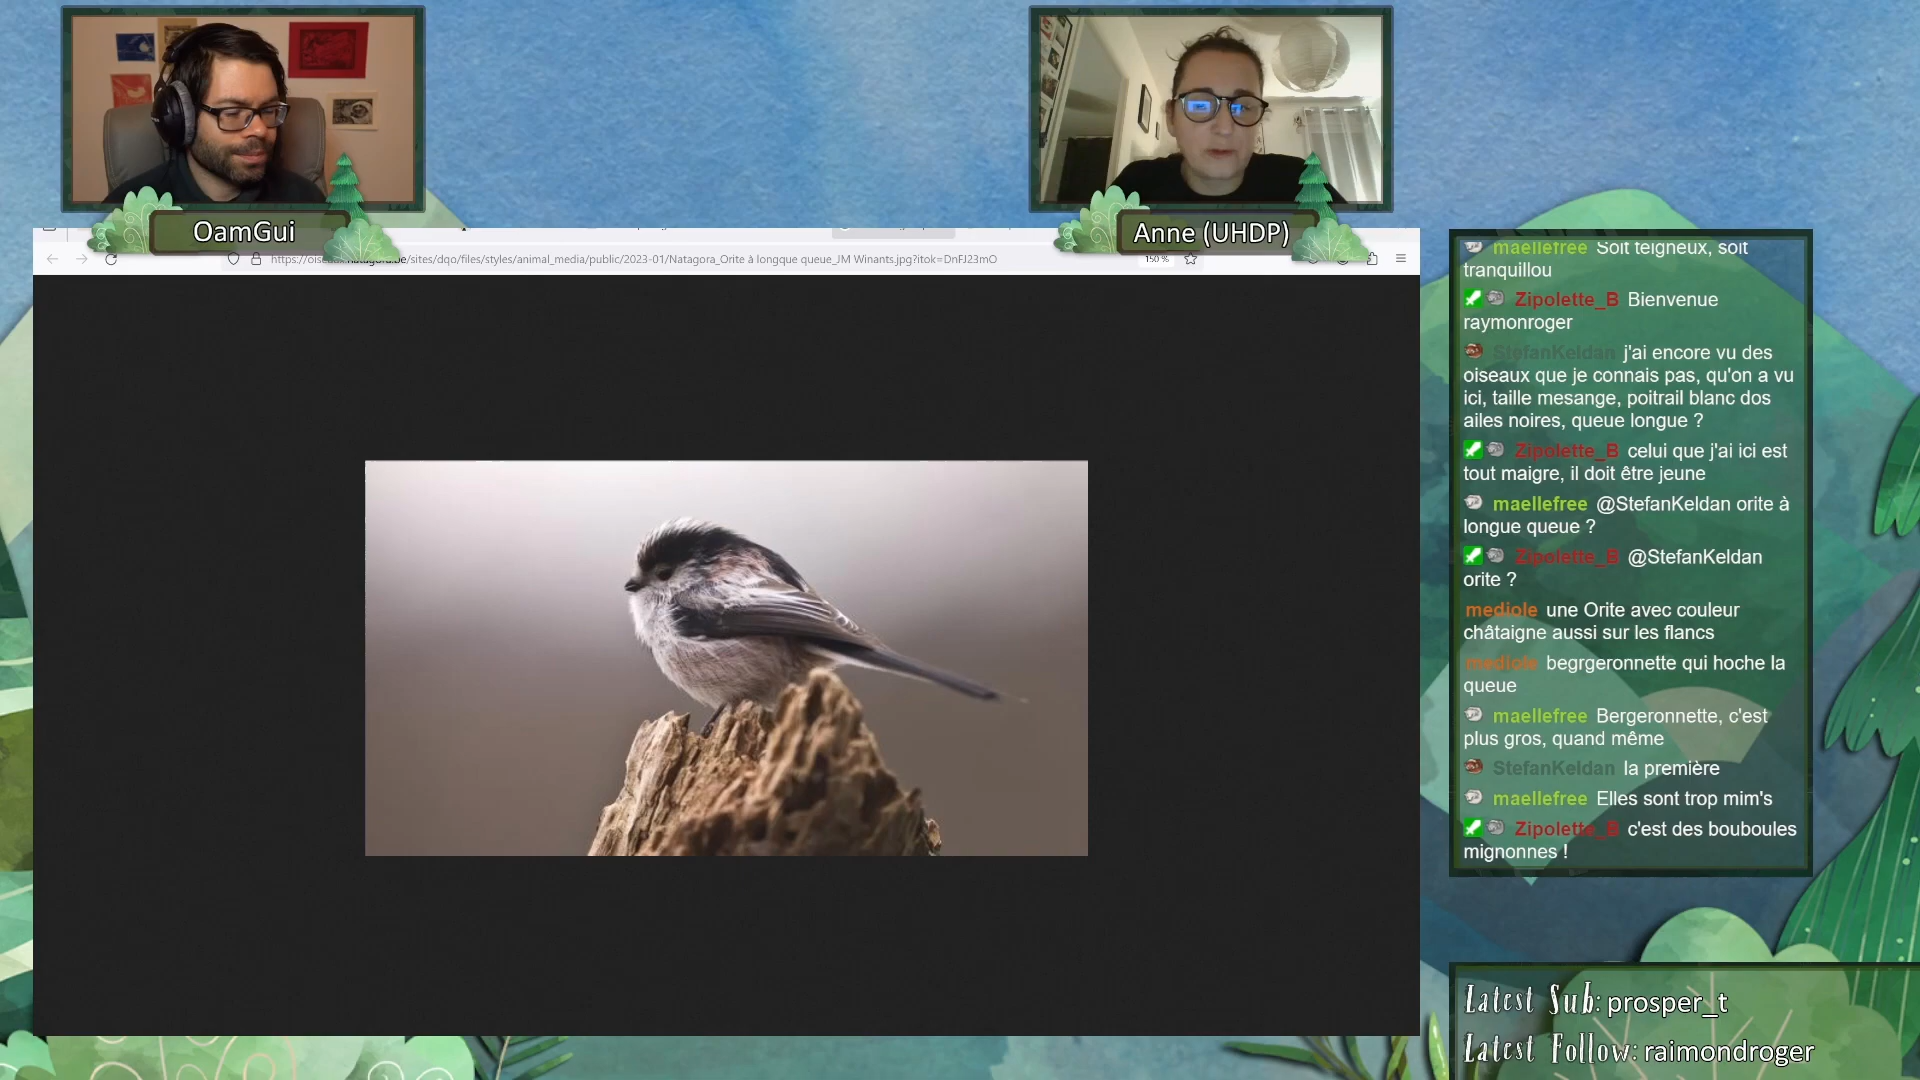 OamGui
Anne (UHDP)
sites/dqo/files/styles/animal_media/public/2023-01/Natagora_Orite à longque queue_JM Winants.jpg?itok=DnFJ23mO
150 %
maellefree Soit teigneux, soit
tranquillou
Zipolette_B Bienvenue
raymonroger
StefanKeldan j'ai encore vu des
oiseaux que je connais pas, qu'on a vu
ici, taille mesange, poitrail blanc dos
ailes noires, queue longue ?
Zipolette_B celui que j'ai ici est
tout maigre, il doit être jeune
maellefree @StefanKeldan orite à
longue queue ?
Zipolette_B @StefanKeldan
orite ?
mediole une Orite avec couleur
châtaigne aussi sur les flancs
mediole begrgeronnette qui hoche la
queue
maellefree Bergeronnette, c'est
plus gros, quand même
StefanKeldan la première
maellefree Elles sont trop mim's
Zipolette_B c'est des bouboules
mignonnes !
Latest Sub: prosper_t
Latest Follow: raimondroger